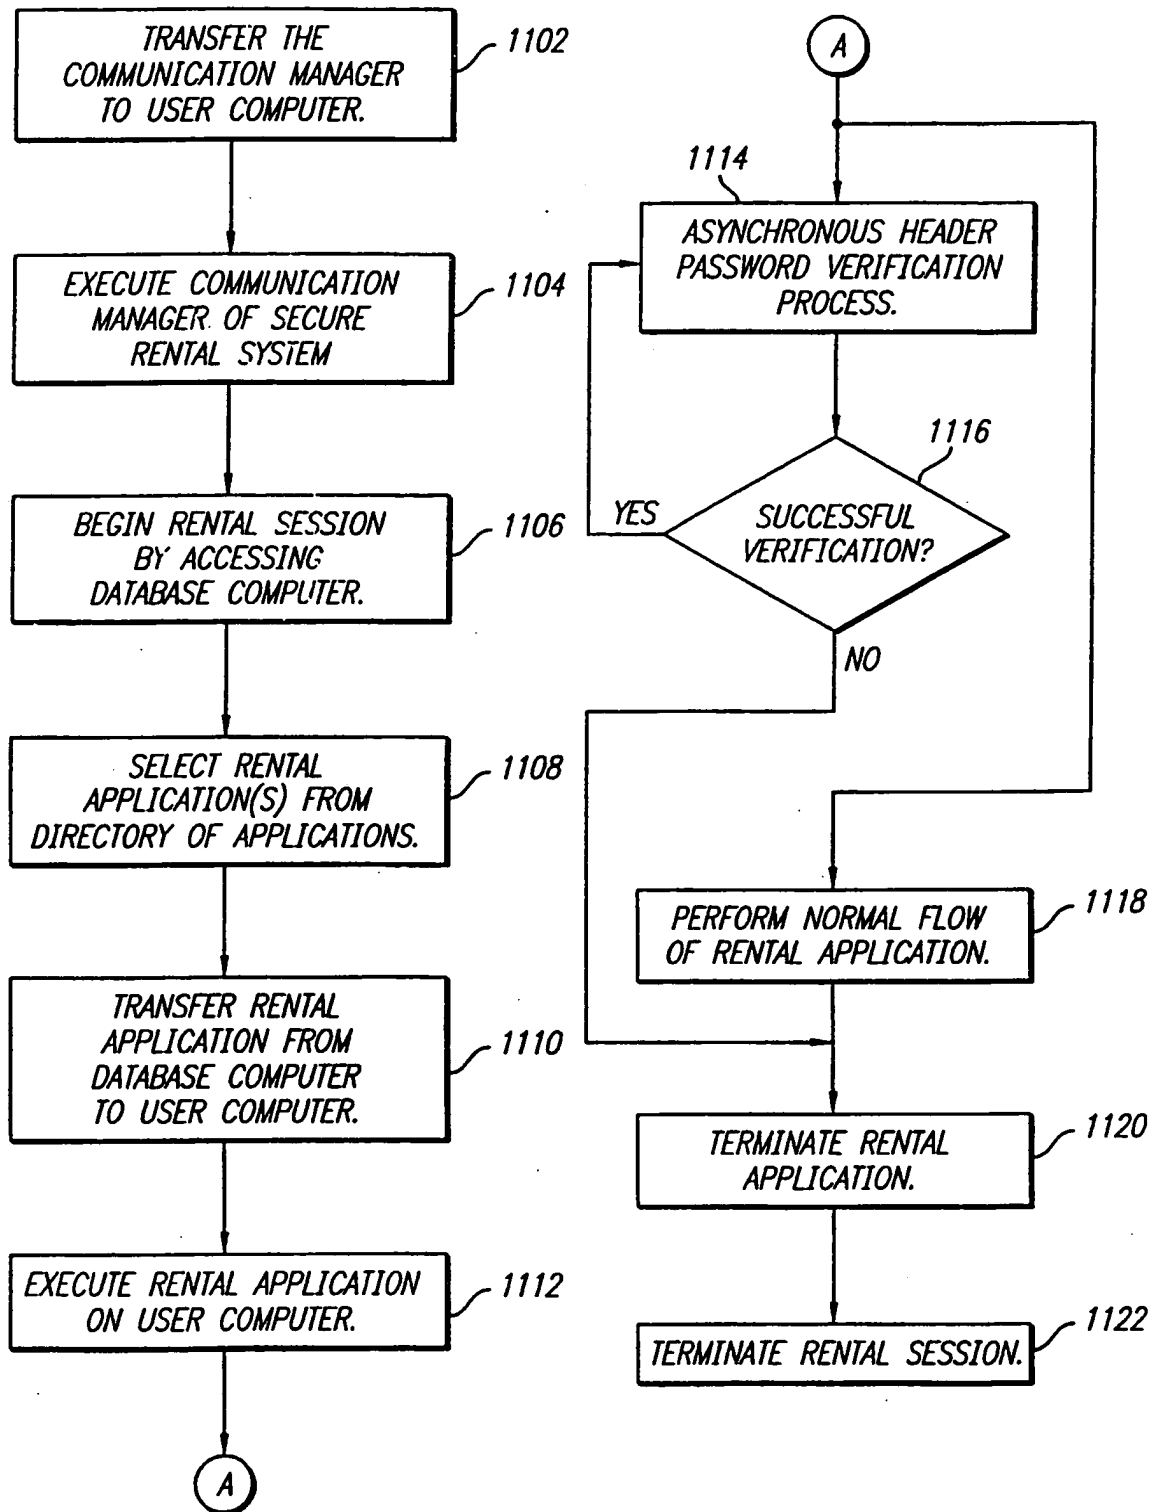 TRANSFER THE
COMMUNICATION MANAGER
TO USER COMPUTER.
1102
EXECUTE COMMUNICATION
MANAGER OF SECURE
RENTAL SYSTEM
1104
BEGIN RENTAL SESSION
BY ACCESSING
DATABASE COMPUTER.
1106
SELECT RENTAL
APPLICATION(S) FROM
DIRECTORY OF APPLICATIONS.
1108
TRANSFER RENTAL
APPLICATION FROM
DATABASE COMPUTER
TO USER COMPUTER.
1110
EXECUTE RENTAL APPLICATION
ON USER COMPUTER.
1112
A
A
1114
ASYNCHRONOUS HEADER
PASSWORD VERIFICATION
PROCESS.
1116
SUCCESSFUL
VERIFICATION?
YES
NO
PERFORM NORMAL FLOW
OF RENTAL APPLICATION.
1118
TERMINATE RENTAL
APPLICATION.
1120
TERMINATE RENTAL SESSION.
1122